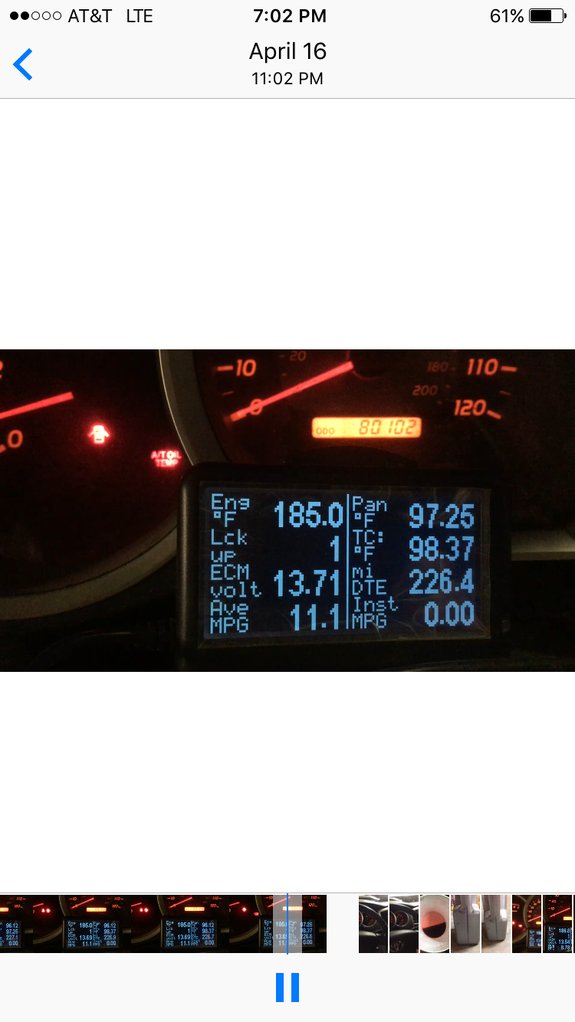 AT&T LTE 7:02 PM 61%
April 16
11:02 PM
10 20 180 110
200
0 120
ODO 80102
0
A/T OIL
TEMP
Eng °F 185.0 Pan °F 97.25
Lck up 1 TC: °F 98.37
ECM volt 13.71 mi DTE 226.4
Ave MPG 11.1 Inst MPG 0.00